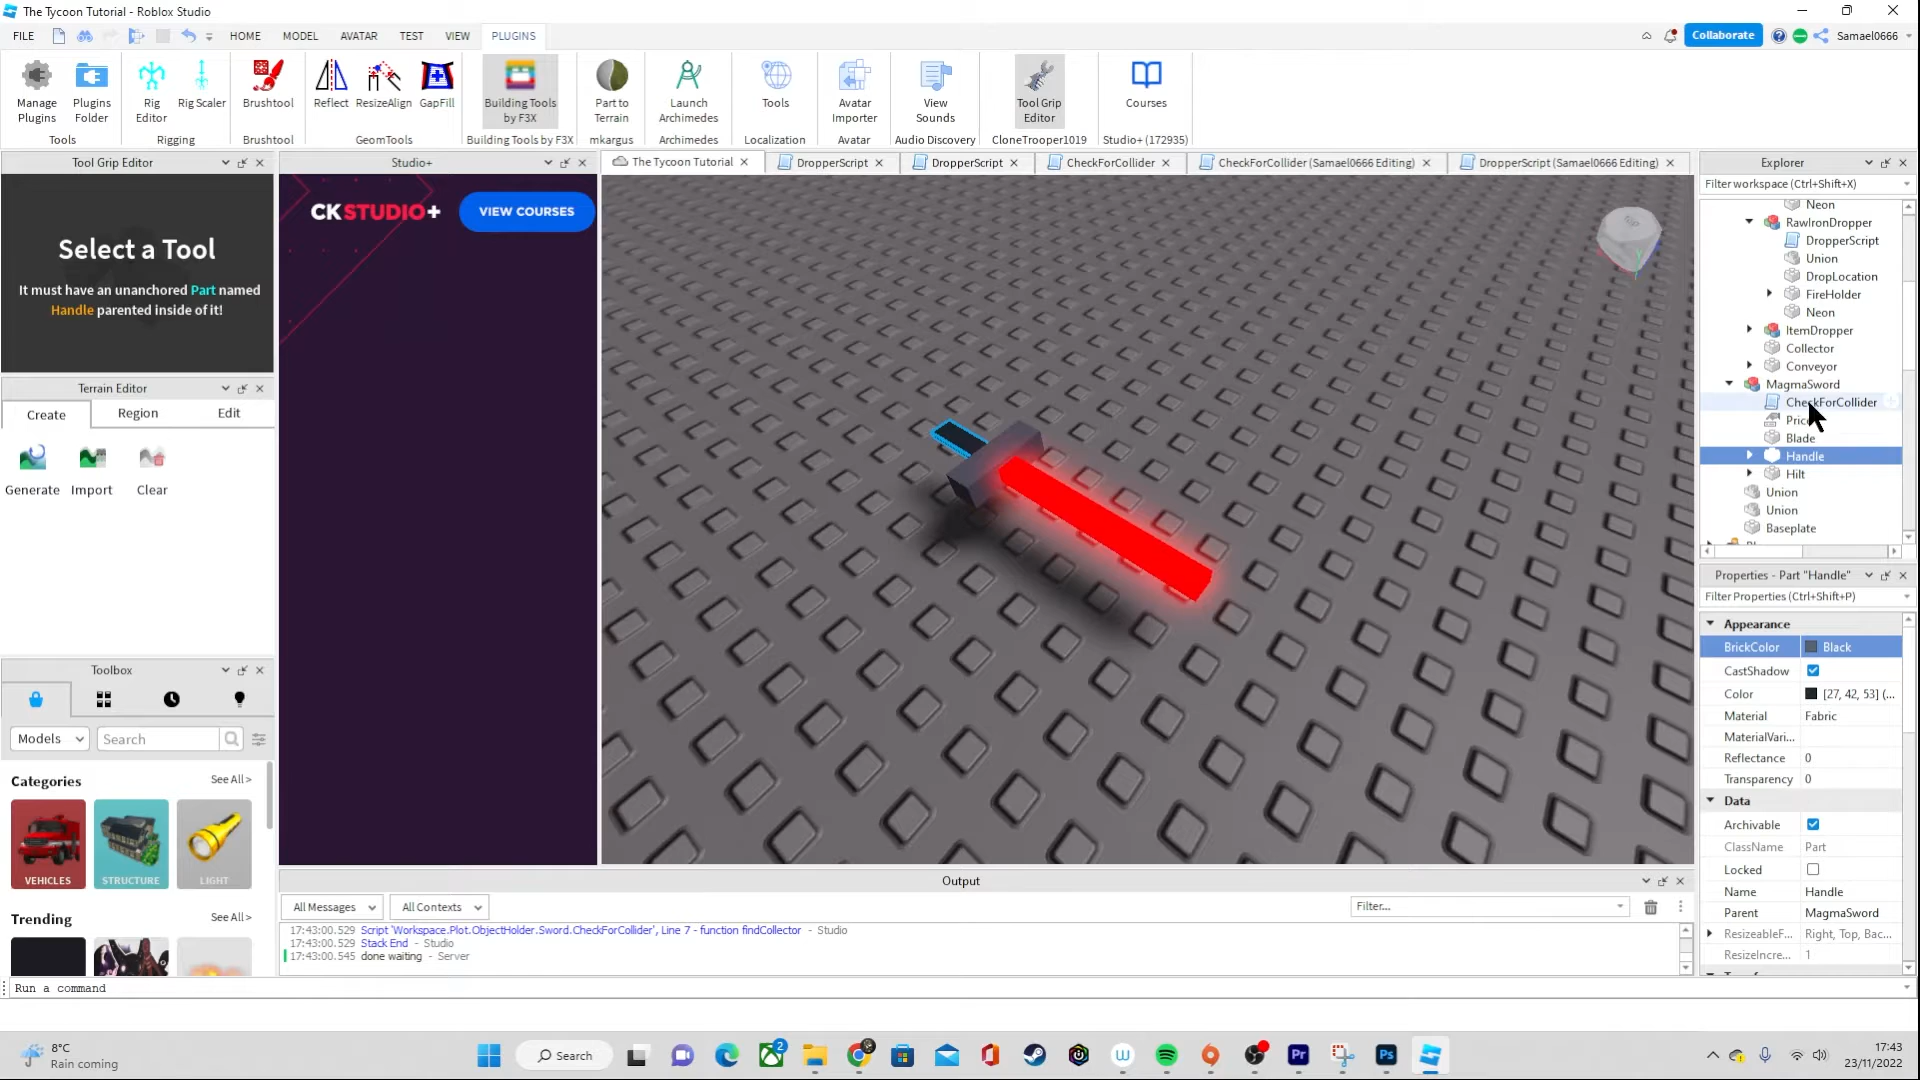 The Tycoon Tutorial - Roblox Studio
FILE HOME MODEL AVATAR TEST VIEW PLUGINS Collaborate Samael0666
Manage Plugins
Plugins Folder
Tools
Rig Editor
Rig Scaler
Rigging
Brushtool
Brushtool
Reflect
ResizeAlign
GapFill
GeomTools
Building Tools by F3X
Building Tools by F3X
Part to Terrain
mkargus
Launch Archimedes
Archimedes
Tools
Localization
Avatar Importer
Avatar
View Sounds
Audio Discovery
Tool Grip Editor
CloneTrooper1019
Courses
Studio+ (172935)
Tool Grip Editor
Select a Tool
It must have an unanchored Part named
Handle parented inside of it!
Terrain Editor
Create Region Edit
Generate Import Clear
Toolbox
Models Search
Categories See All >
VEHICLES STRUCTURE LIGHT
Trending See All >
Studio+
CKSTUDIO+ VIEW COURSES
The Tycoon Tutorial DropperScript DropperScript CheckForCollider CheckForCollider (Samael0666 Editing) DropperScript (Samael0666 Editing)
TOP
Output
All Messages All Contexts Filter...
17:43:00.529 Script 'Workspace.Plot.ObjectHolder.Sword.CheckForCollider', Line 7 - function findCollector - Studio
17:43:00.529 Stack End - Studio
17:43:00.545 done waiting - Server
Explorer
Filter workspace (Ctrl+Shift+X)
Neon
RawIronDropper
DropperScript
Union
DropLocation
FireHolder
Neon
ItemDropper
Collector
Conveyor
MagmaSword
CheckForCollider
Blade
Handle
Hilt
Union
Union
Baseplate
Properties - Part "Handle"
Filter Properties (Ctrl+Shift+P)
Appearance
BrickColor Black
CastShadow
Color [27, 42, 53] (...
Material Fabric
MaterialVari...
Reflectance 0
Transparency 0
Data
Archivable
ClassName Part
Locked
Name Handle
Parent MagmaSword
ResizeableF... Right, Top, Bac...
ResizeIncre... 1
Run a command
8°C
Rain coming
Search
2
17:43
23/11/2022